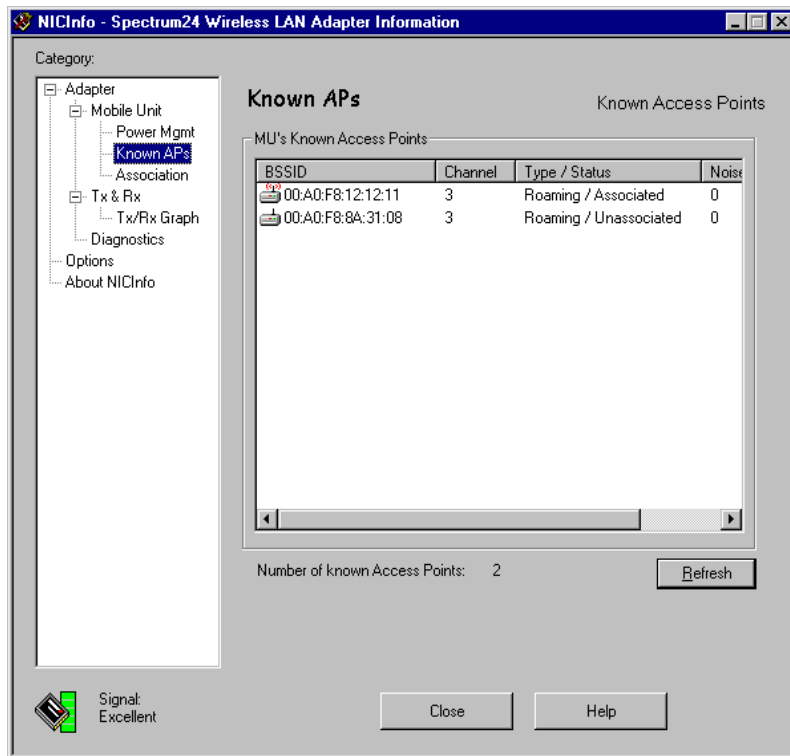 NICInfo - Spectrum24 Wireless LAN Adapter Information
Category:
Adapter
Mobile Unit
Power Mgmt
Known APs
Association
Tx & Rx
Tx/Rx Graph
Diagnostics
Options
About NICInfo
Known APs
Known Access Points
MU's Known Access Points
BSSID Channel Type / Status Noise
00:A0:F8:12:12:11 3 Roaming / Associated 0
00:A0:F8:8A:31:08 3 Roaming / Unassociated 0
Number of known Access Points: 2
Refresh
Signal:
Excellent
Close
Help